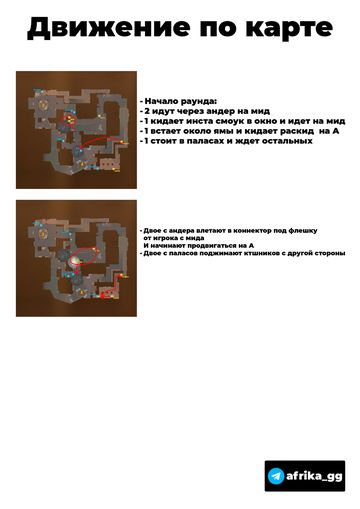 Движение по карте
- Начало раунда:
- 2 идут через андер на мид
- 1 кидает инста смоук в окно и идет на мид
- 1 встает около ямы и кидает раскид на А
- 1 стоит в паласах и ждет остальных
- Двое с андера влетают в коннектор под флешку
от игрока с мида
И начинают продвигаться на А
- Двое с паласов поджимают ктшников с другой стороны
afrika_gg